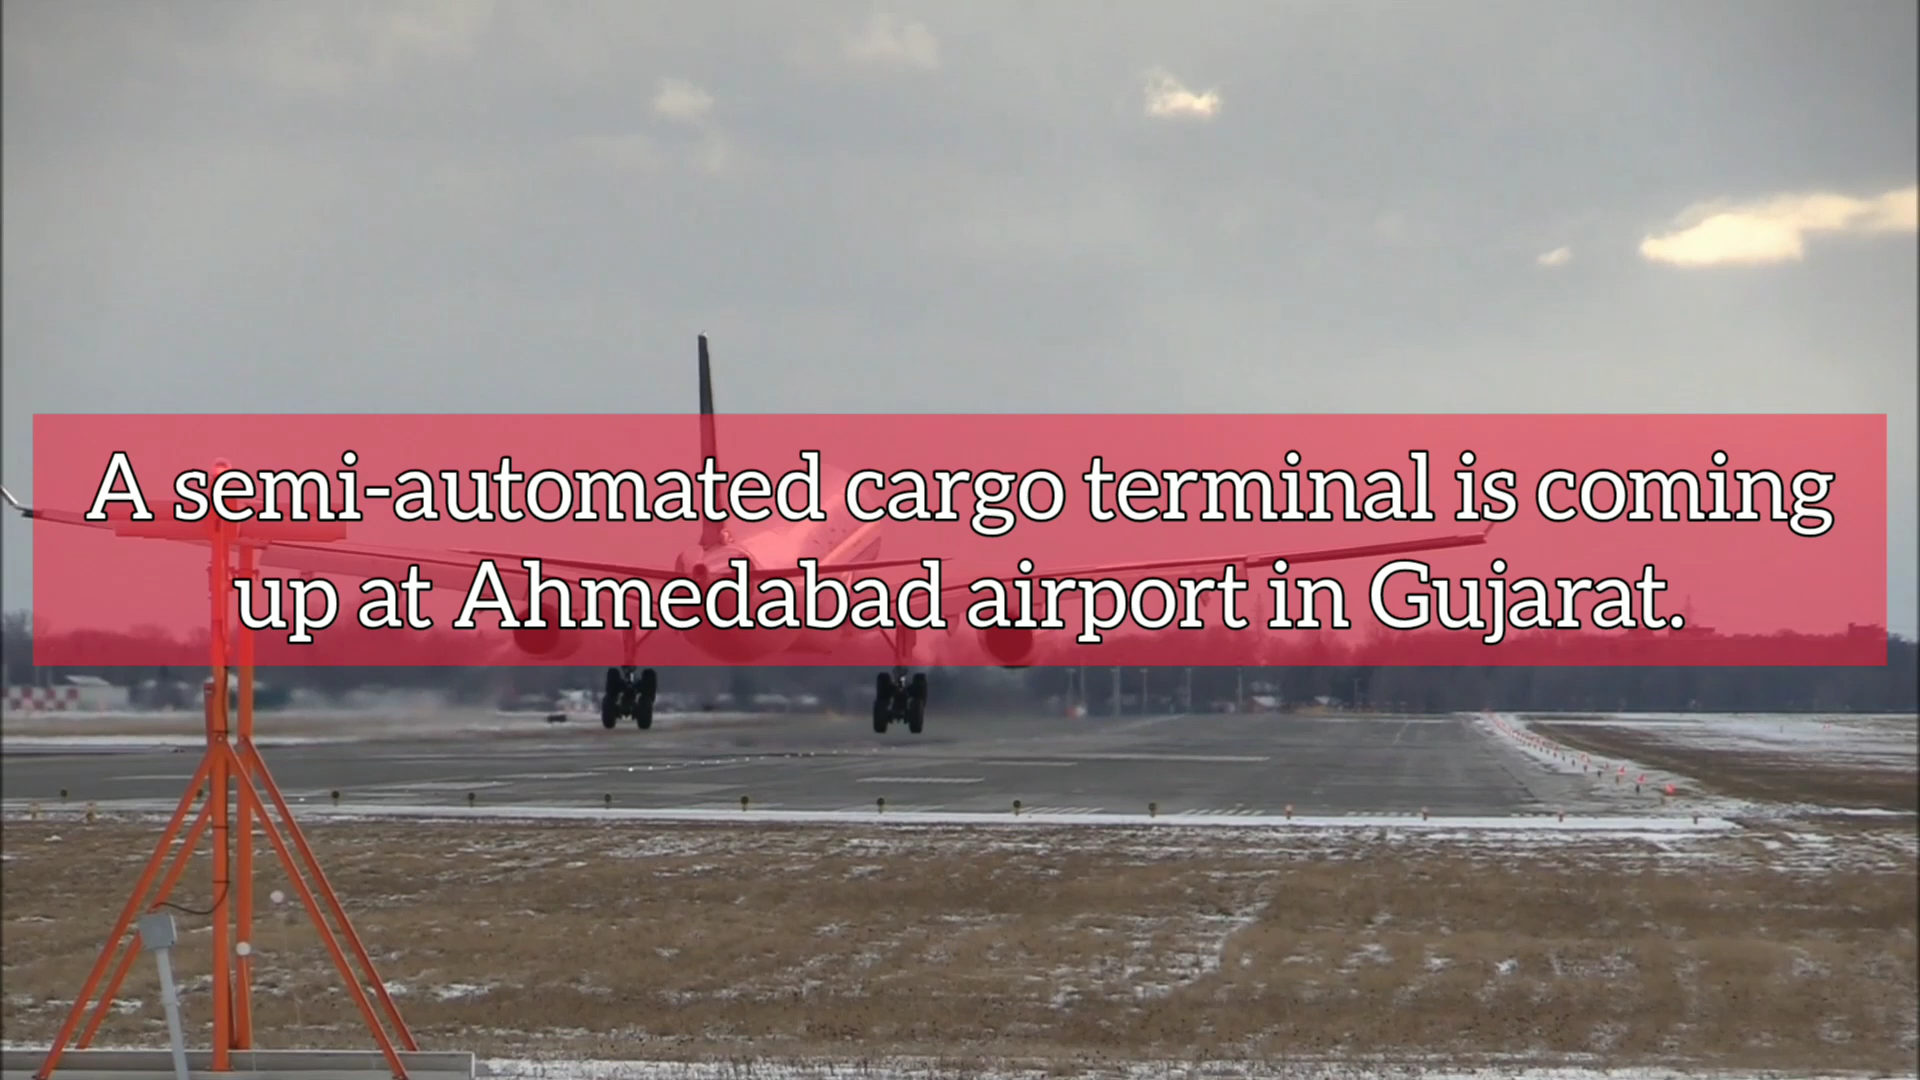 A semi-automated cargo terminal is coming
up at Ahmedabad airport in Gujarat.